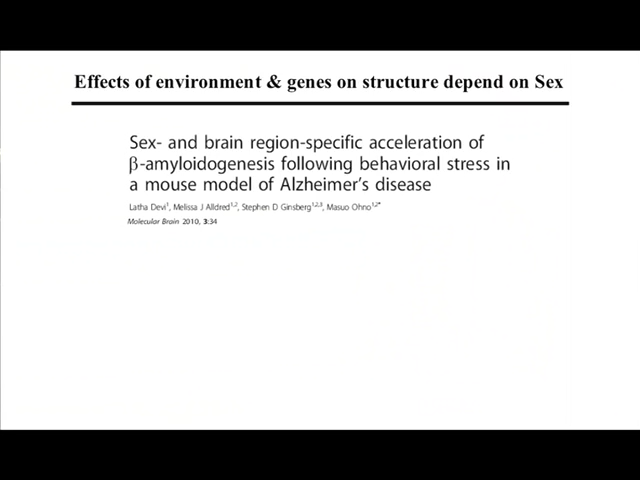 Effects of environment & genes on structure depend on Sex
Sex- and brain region-specific acceleration of
β-amyloidogenesis following behavioral stress in
a mouse model of Alzheimer's disease
Latha Devi¹, Melissa J Alldred¹,², Stephen D Ginsberg¹,²,³, Masuo Ohno¹,²*
Molecular Brain 2010, 3:34